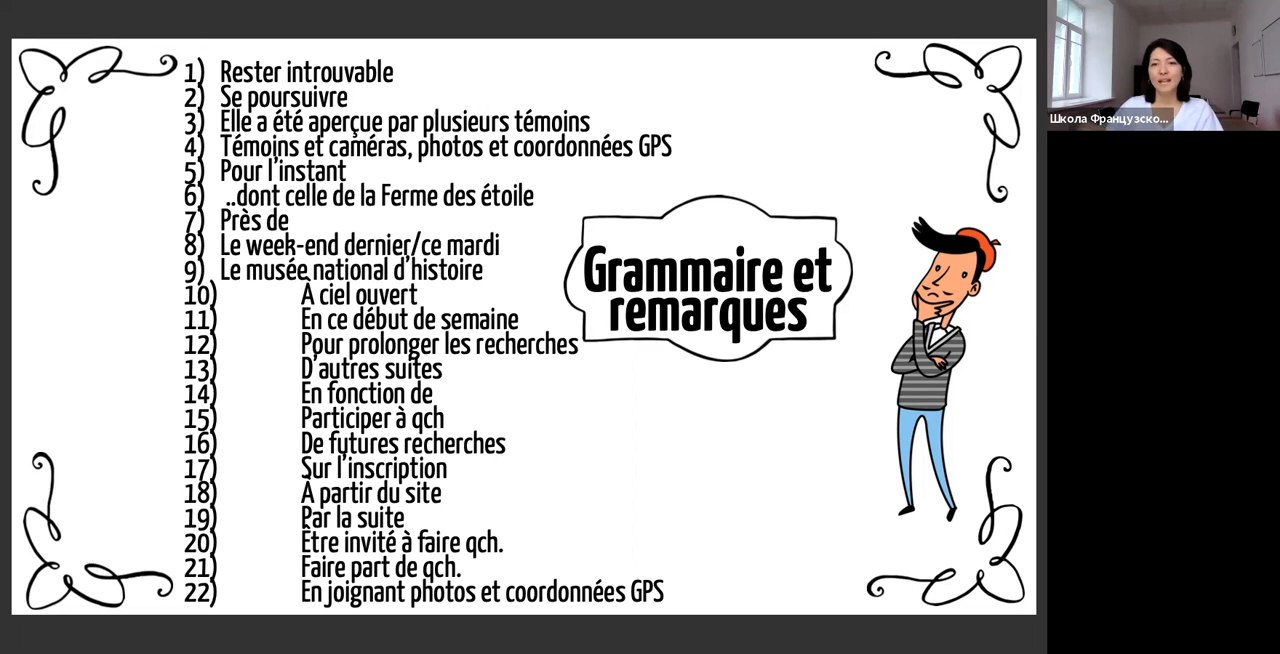 1) Rester introuvable
2) Se poursuivre
3) Elle a été aperçue par plusieurs témoins
4) Témoins et caméras, photos et coordonnées GPS
5) Pour l'instant
6) ..dont celle de la Ferme des étoile
7) Près de
8) Le week-end dernier/ce mardi
9) Le musée national d'histoire
10) À ciel ouvert
11) En ce début de semaine
12) Pour prolonger les recherches
13) D'autres suites
14) En fonction de
15) Participer à qch
16) De futures recherches
17) Sur l'inscription
18) À partir du site
19) Par la suite
20) Être invité à faire qch.
21) Faire part de qch.
22) En joignant photos et coordonnées GPS
Grammaire et
remarques
Школа Французско...